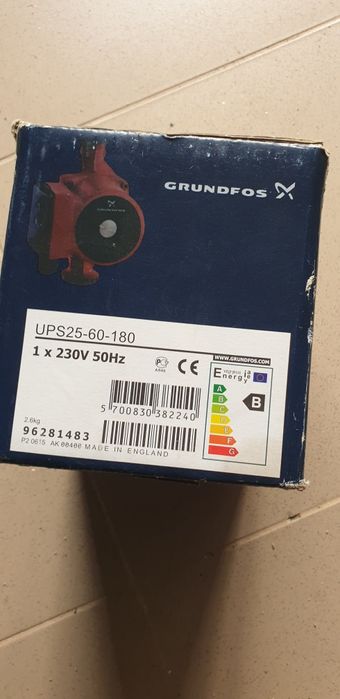 GRUNDFOS
UPS25-60-180
1 x 230V 50Hz
WWW.GRUNDFOS.COM
Energy
A
B
C
D
E
F
G
B
5 700830 382240
2.6kg
96281483
P2 0615 AK 00400 MADE IN ENGLAND